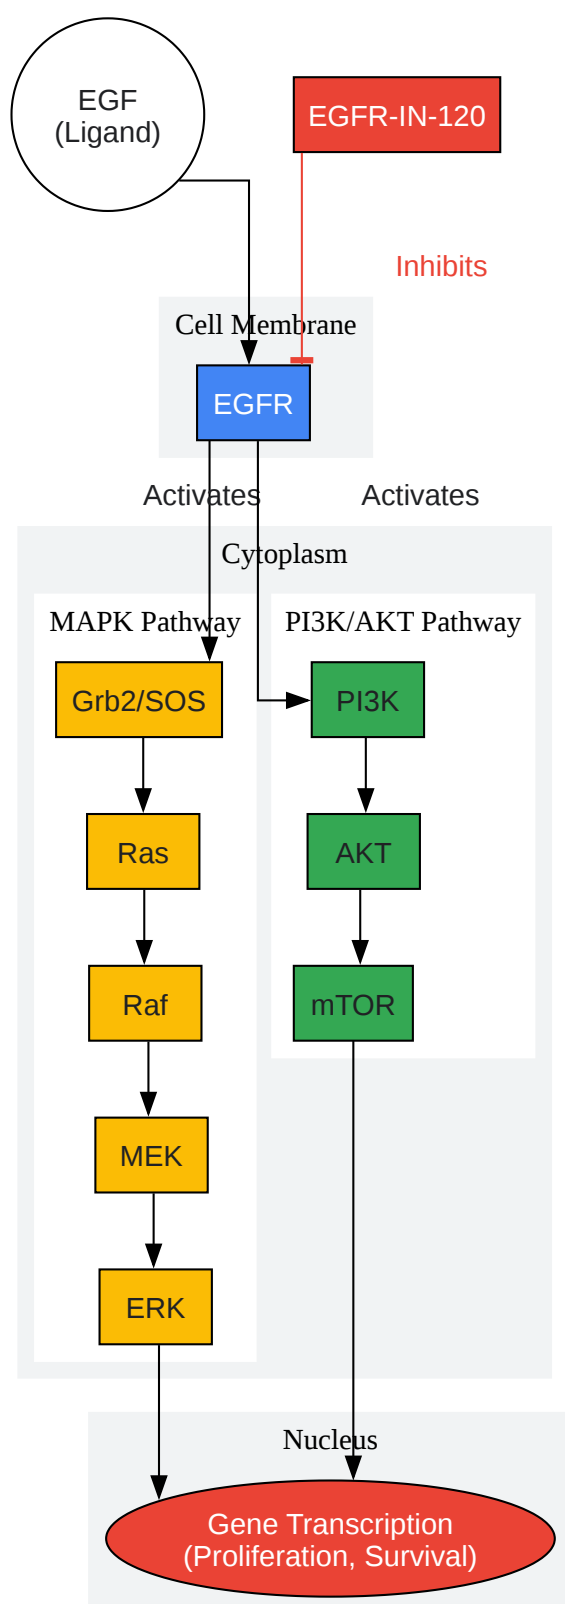 EGF
(Ligand)
EGFR-IN-120
Inhibits
Cell Membrane
EGFR
Activates
Activates
Cytoplasm
MAPK Pathway
PI3K/AKT Pathway
Grb2/SOS
PI3K
Ras
AKT
Raf
mTOR
MEK
ERK
Nucleus
Gene Transcription
(Proliferation, Survival)